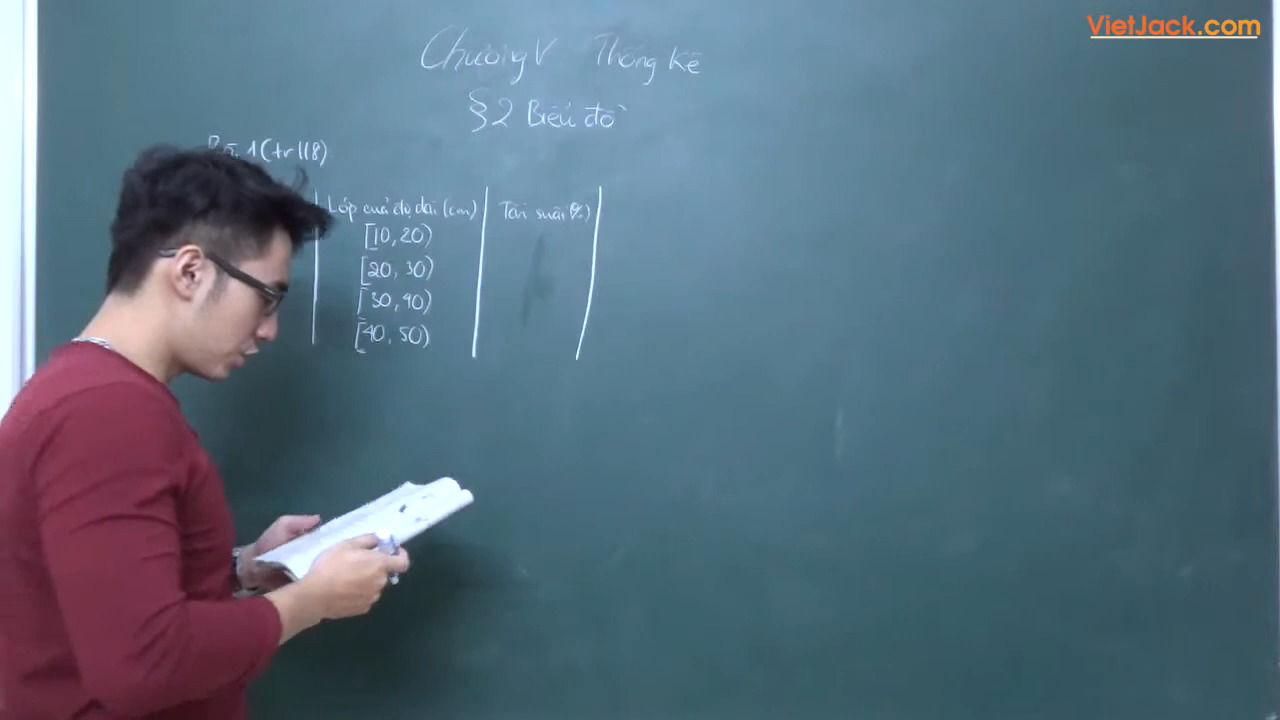 VietJack.com
Chương V Thống kê
§2 Biểu đồ
Bài 1 (tr 118)
Lớp của độ dài (cm) Tần suất (%)
[10, 20)
[20, 30)
[30, 40)
[40, 50)